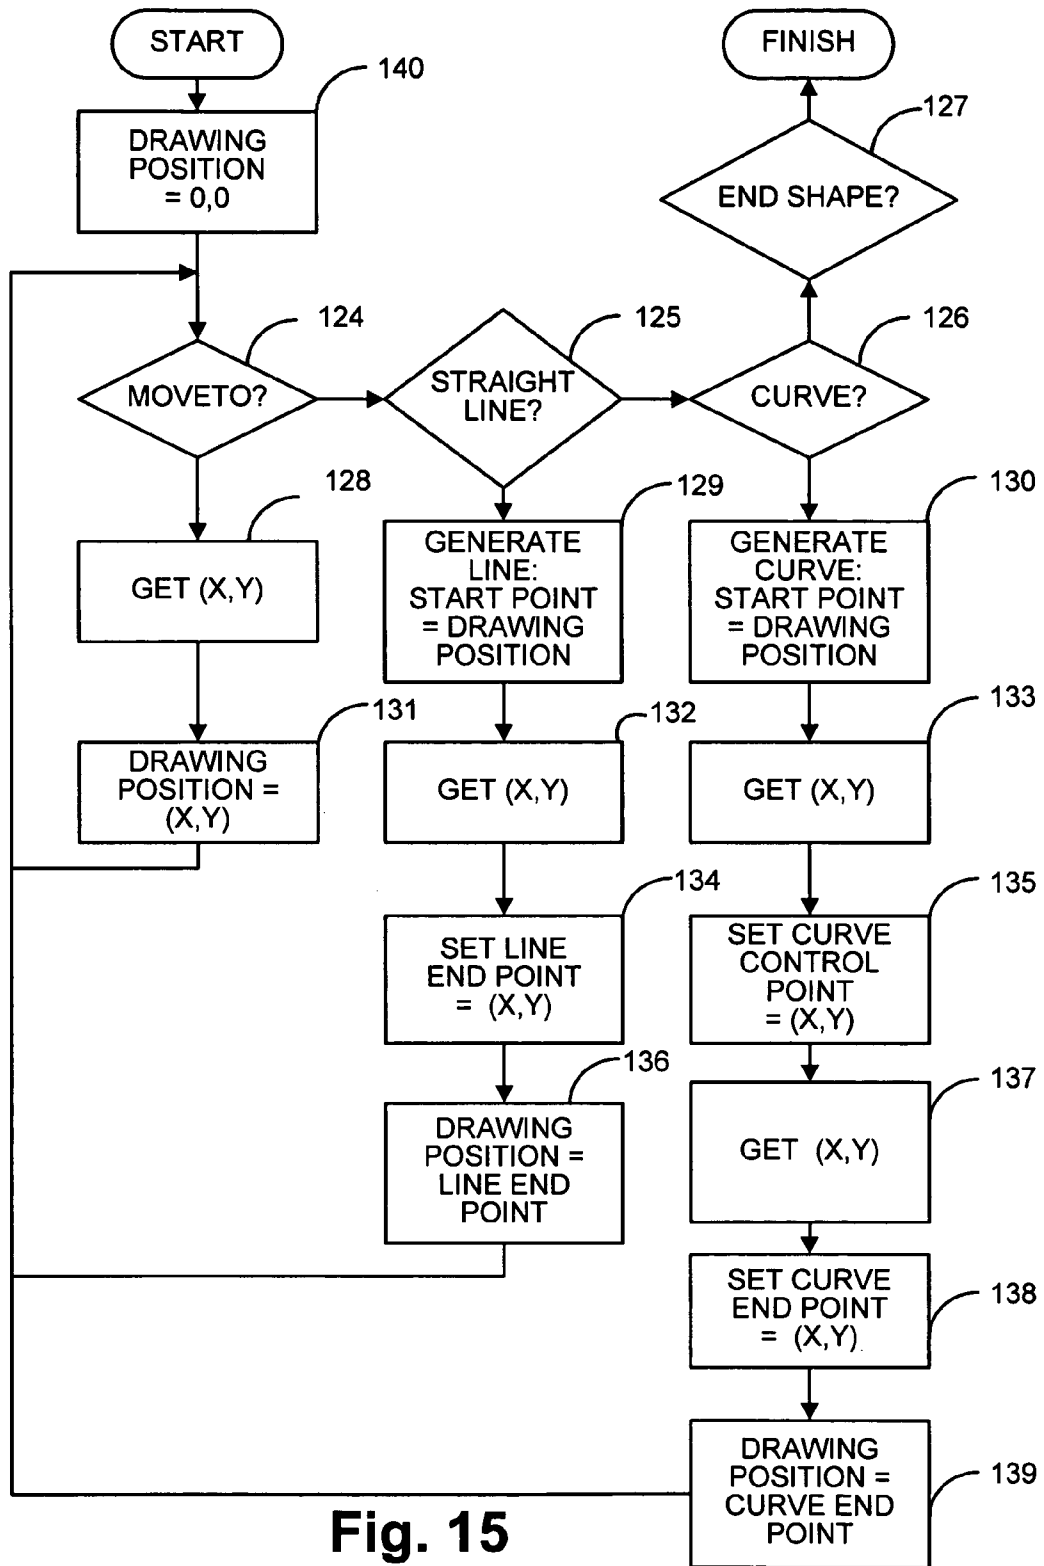 START
FINISH
140
127
DRAWING
POSITION
= 0,0
END SHAPE?
124
125
126
MOVETO?
STRAIGHT
LINE?
CURVE?
128
129
130
GET (X,Y)
GENERATE
LINE:
START POINT
= DRAWING
POSITION
GENERATE
CURVE:
START POINT
= DRAWING
POSITION
131
132
133
DRAWING
POSITION =
(X,Y)
GET (X,Y)
GET (X,Y)
134
135
SET LINE
END POINT
= (X,Y)
SET CURVE
CONTROL
POINT
= (X,Y)
136
137
DRAWING
POSITION =
LINE END
POINT
GET (X,Y)
SET CURVE
END POINT
= (X,Y)
138
DRAWING
POSITION =
CURVE END
POINT
139
Fig. 15